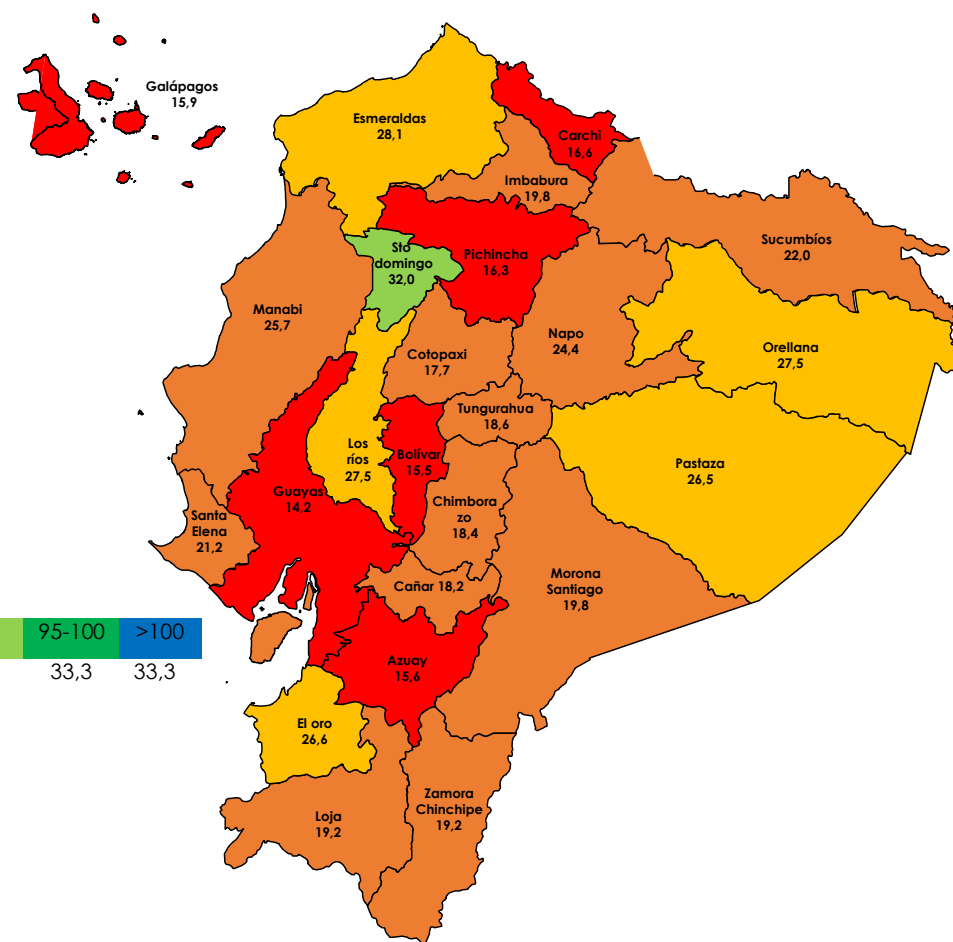 Galápagos
15,9
Esmeraldas
28,1
Carchi
16,6
Imbabura
19,8
Sucumbíos
22,0
Sto
domingo
32,0
Pichincha
16,3
Manabi
25,7
Napo
24,4
Orellana
27,5
Cotopaxi
17,7
Tungurahua
18,6
Los
ríos
27,5
Bolívar
15,5
Pastaza
26,5
Guayas
14,2
Chimbora
zo
18,4
Santa
Elena
21,2
Cañar 18,2
Morona
Santiago
19,8
95-100 >100
33,3 33,3
Azuay
15,6
El oro
26,6
Loja
19,2
Zamora
Chinchipe
19,2